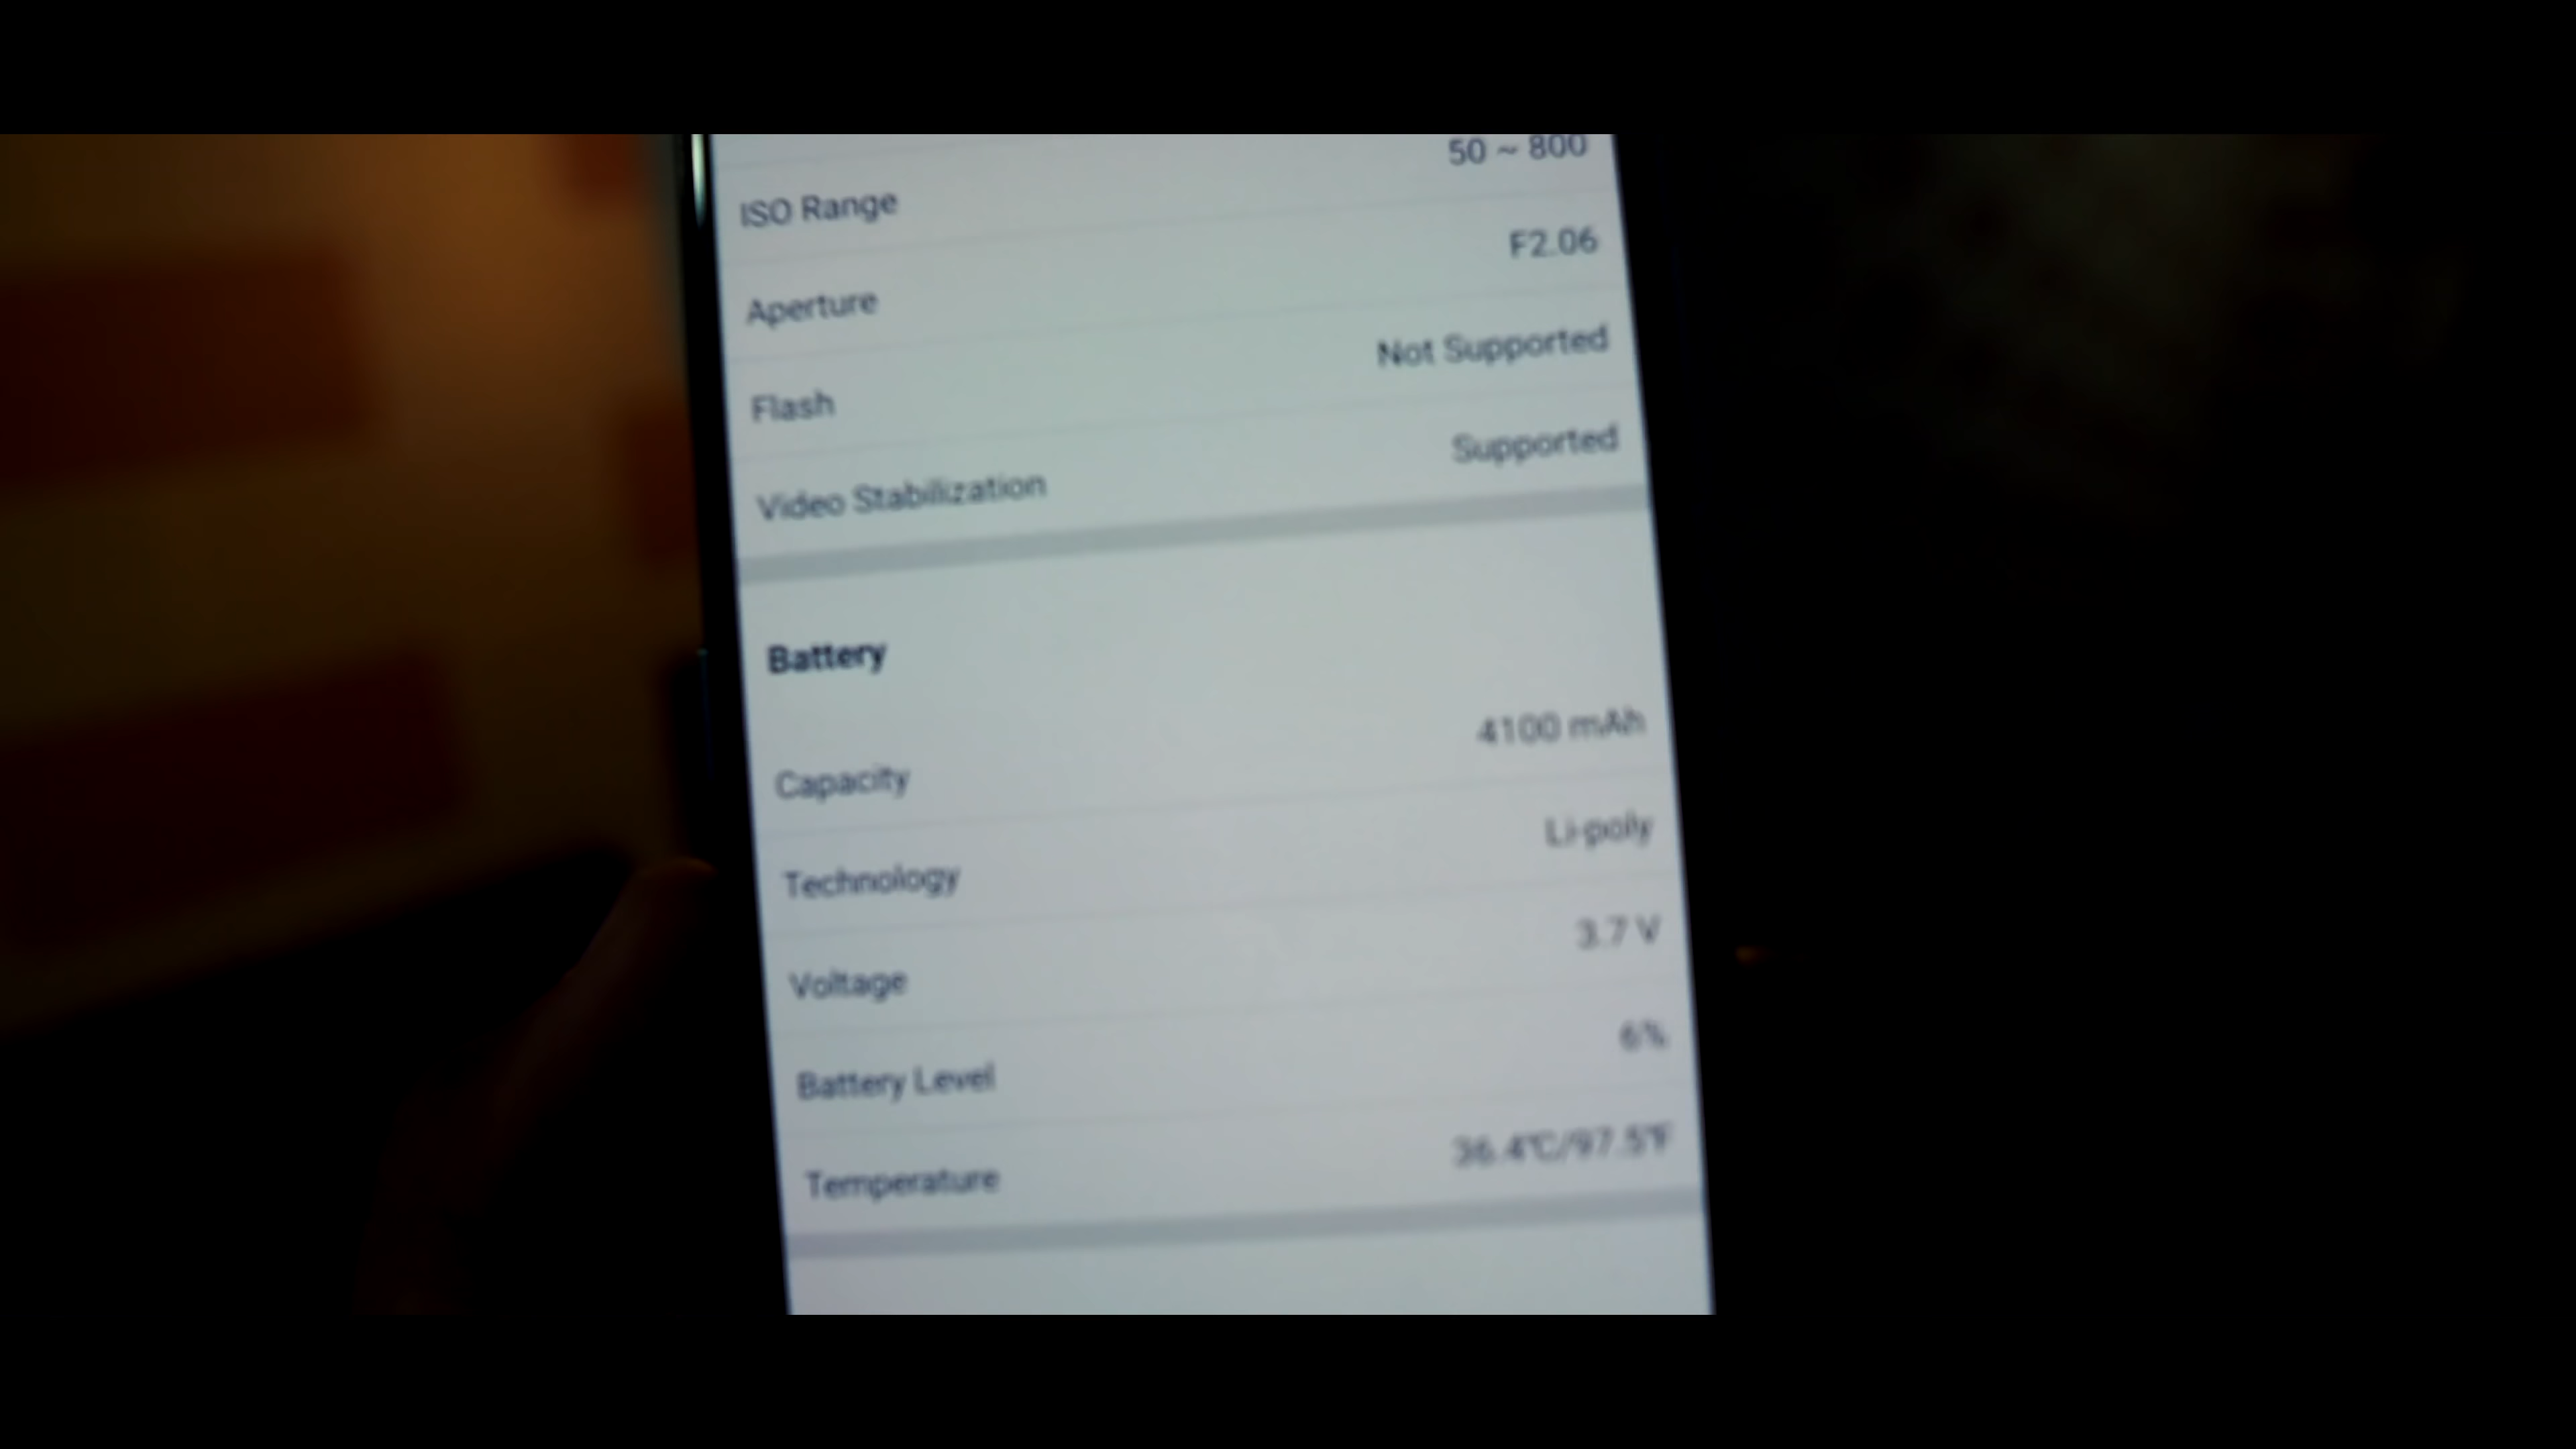 ISO Range 50 ~ 800
Aperture F2.06
Flash Not Supported
Video Stabilization Supported
Battery
Capacity 4100 mAh
Technology Li-poly
Voltage 3.7 V
Battery Level 6%
Temperature 36.4°C/97.5°F